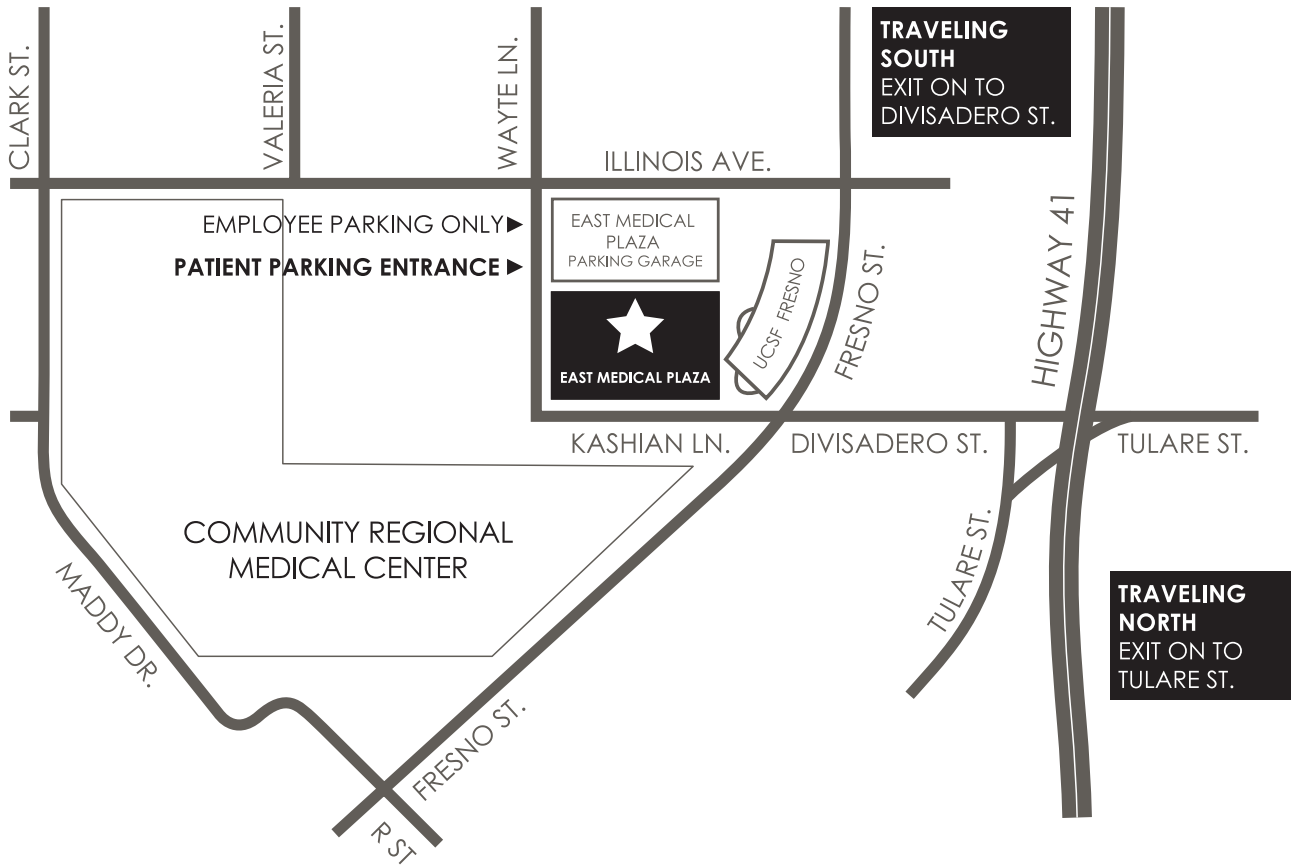 CLARK ST.
VALERIA ST.
WAYTE LN.
TRAVELING
SOUTH
EXIT ON TO
DIVISADERO ST.
ILLINOIS AVE.
EMPLOYEE PARKING ONLY
PATIENT PARKING ENTRANCE
EAST MEDICAL
PLAZA
PARKING GARAGE
EAST MEDICAL PLAZA
UCSF FRESNO
FRESNO ST.
HIGHWAY 41
KASHIAN LN.
DIVISADERO ST.
TULARE ST.
COMMUNITY REGIONAL
MEDICAL CENTER
MADDY DR.
TULARE ST.
TRAVELING
NORTH
EXIT ON TO
TULARE ST.
FRESNO ST.
R ST